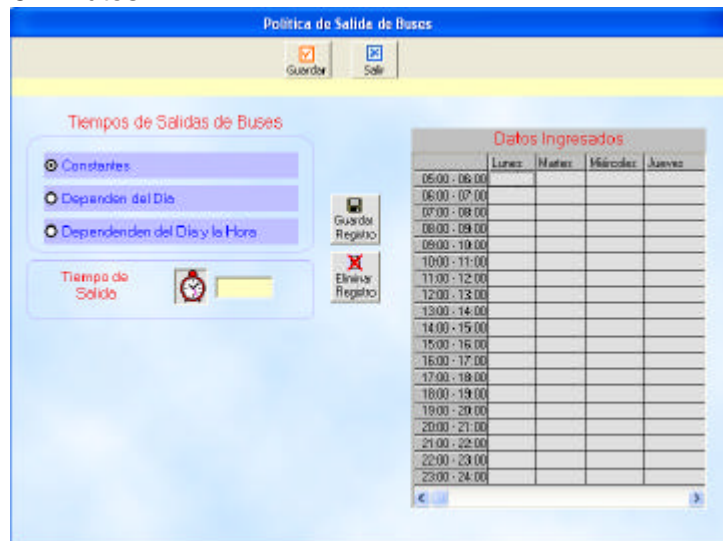 Política de Salida de Buses
Guardar
Salir
Tiempos de Salidas de Buses
Constantes
Dependen del Día
Dependenden del Día y la Hora
Tiempo de
Salida
Guardar
Registro
Eliminar
Registro
Datos Ingresados
Lunes Martes Miércoles Jueves
05:00 - 06:00
06:00 - 07:00
07:00 - 08:00
08:00 - 09:00
09:00 - 10:00
10:00 - 11:00
11:00 - 12:00
12:00 - 13:00
13:00 - 14:00
14:00 - 15:00
15:00 - 16:00
16:00 - 17:00
17:00 - 18:00
18:00 - 19:00
19:00 - 20:00
20:00 - 21:00
21:00 - 22:00
22:00 - 23:00
23:00 - 24:00